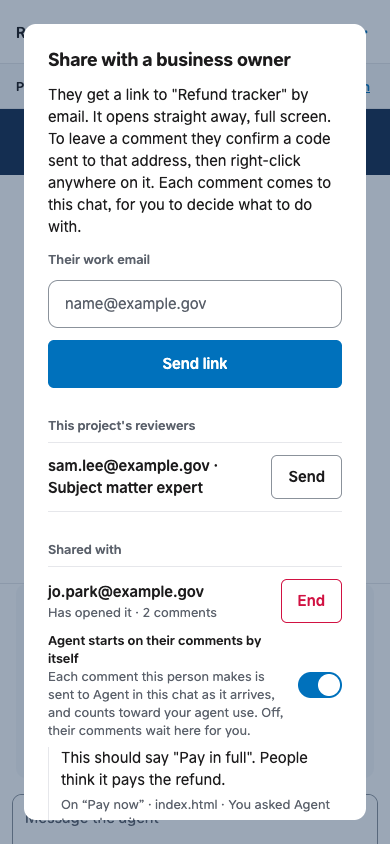 R
P
Share with a business owner
They get a link to "Refund tracker" by
email. It opens straight away, full screen.
To leave a comment they confirm a code
sent to that address, then right-click
anywhere on it. Each comment comes to
this chat, for you to decide what to do
with.
Their work email
name@example.gov
Send link
This project's reviewers
sam.lee@example.gov ·
Subject matter expert
Send
Shared with
jo.park@example.gov
Has opened it · 2 comments
End
Agent starts on their comments by
itself
Each comment this person makes is
sent to Agent in this chat as it arrives,
and counts toward your agent use. Off,
their comments wait here for you.
This should say "Pay in full". People
think it pays the refund.
On “Pay now” · index.html · You asked Agent
Message the agent